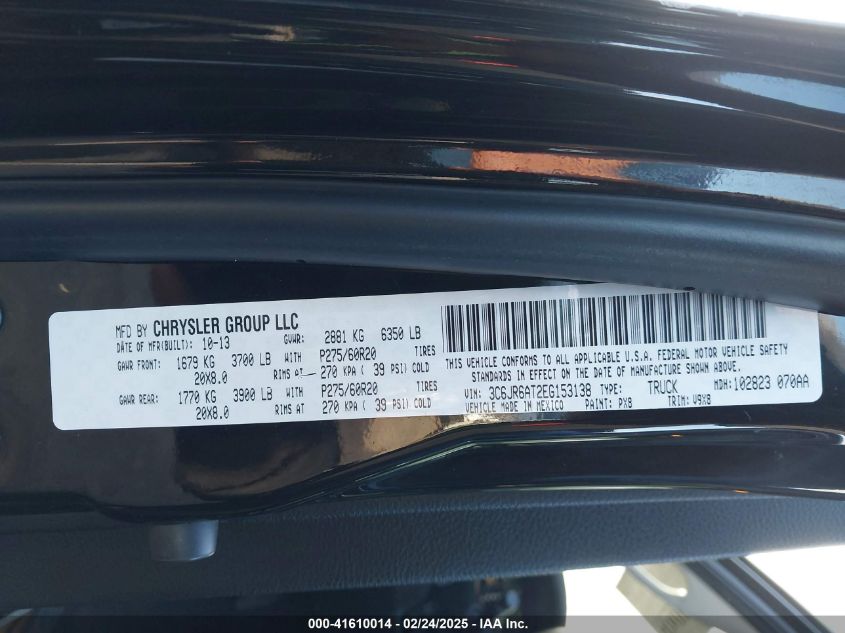 MFD BY CHRYSLER GROUP LLC
DATE OF MFR(BUILT): 10-13 GVWR: 2881 KG 6350 LB
GAWR FRONT: 1679 KG 3700 LB WITH P275/60R20 TIRES
20X8.0 RIMS AT 270 KPA ( 39 PSI) COLD
GAWR REAR: 1770 KG 3900 LB WITH P275/60R20 TIRES
20X8.0 RIMS AT 270 KPA ( 39 PSI) COLD
THIS VEHICLE CONFORMS TO ALL APPLICABLE U.S.A. FEDERAL MOTOR VEHICLE SAFETY
STANDARDS IN EFFECT ON THE DATE OF MANUFACTURE SHOWN ABOVE.
VIN: 3C6JR6AT2EG153138 TYPE: TRUCK MDH: 102823 070AA
VEHICLE MADE IN MEXICO PAINT: PX8 TRIM: V9X8
000-41610014 - 02/24/2025 - IAA Inc.